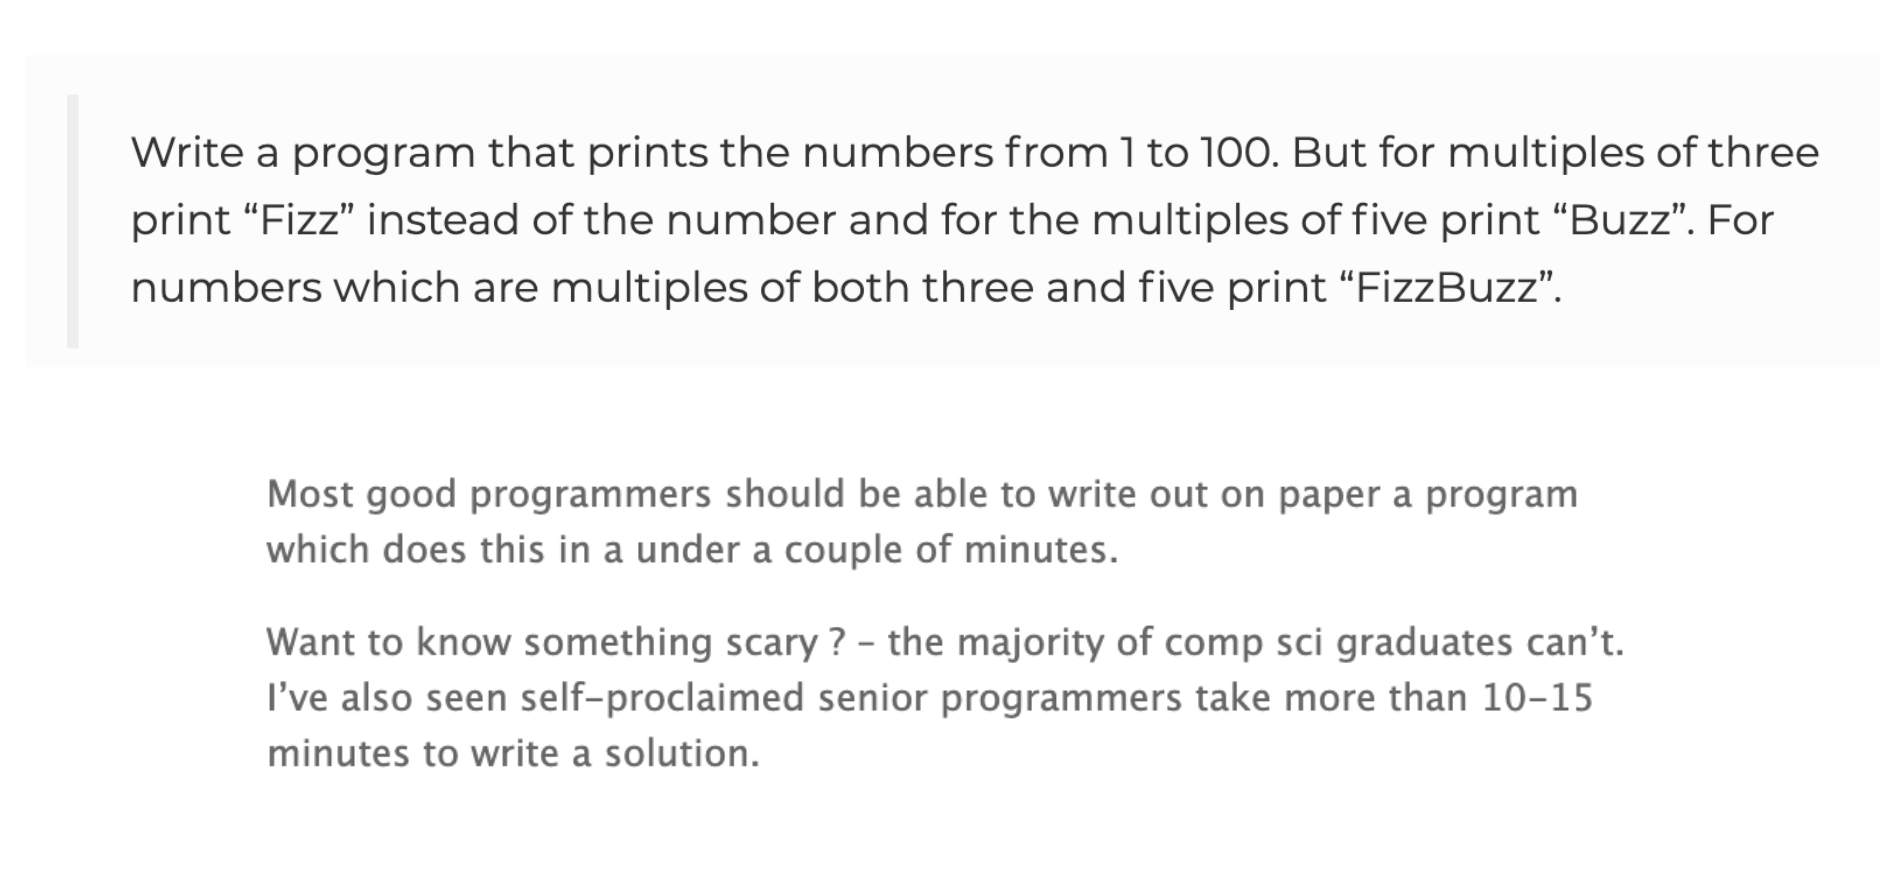 Write a program that prints the numbers from 1 to 100. But for multiples of three
print “Fizz” instead of the number and for the multiples of five print “Buzz”. For
numbers which are multiples of both three and five print “FizzBuzz”.
Most good programmers should be able to write out on paper a program
which does this in a under a couple of minutes.
Want to know something scary ? – the majority of comp sci graduates can’t.
I’ve also seen self-proclaimed senior programmers take more than 10-15
minutes to write a solution.